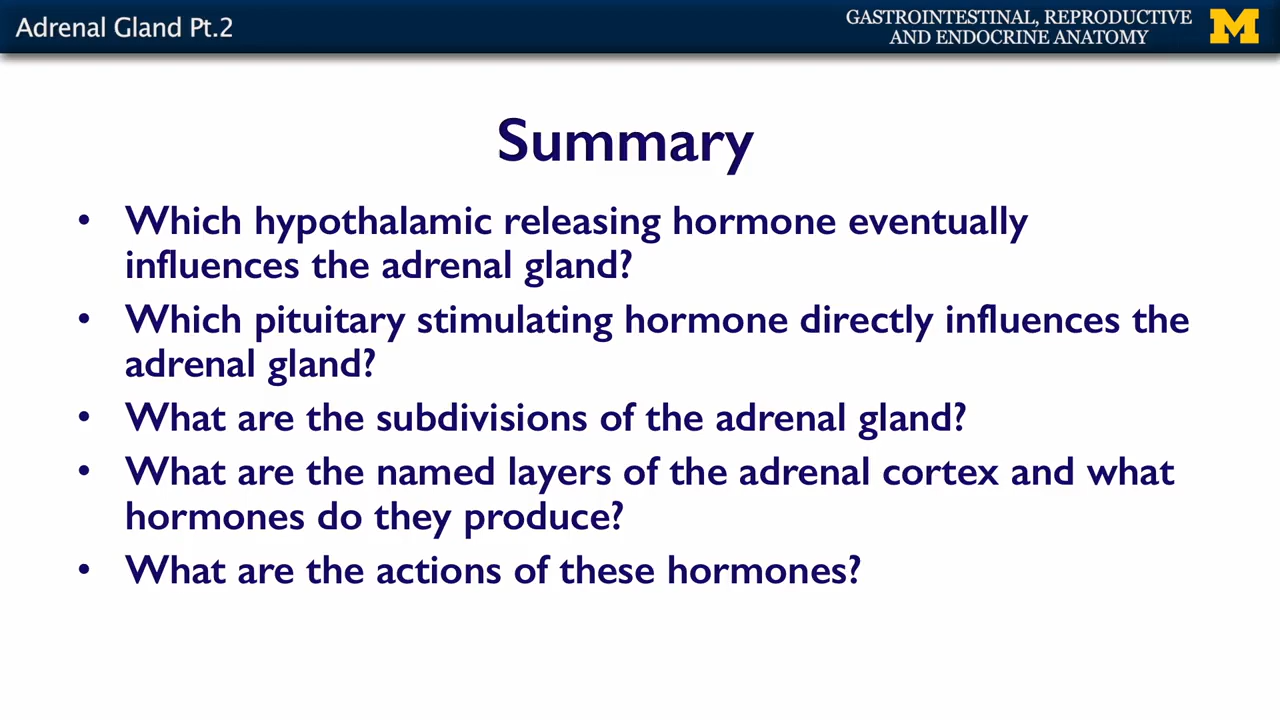 Adrenal Gland Pt.2
GASTROINTESTINAL, REPRODUCTIVE
AND ENDOCRINE ANATOMY
M
Summary
• Which hypothalamic releasing hormone eventually
influences the adrenal gland?
• Which pituitary stimulating hormone directly influences the
adrenal gland?
• What are the subdivisions of the adrenal gland?
• What are the named layers of the adrenal cortex and what
hormones do they produce?
• What are the actions of these hormones?